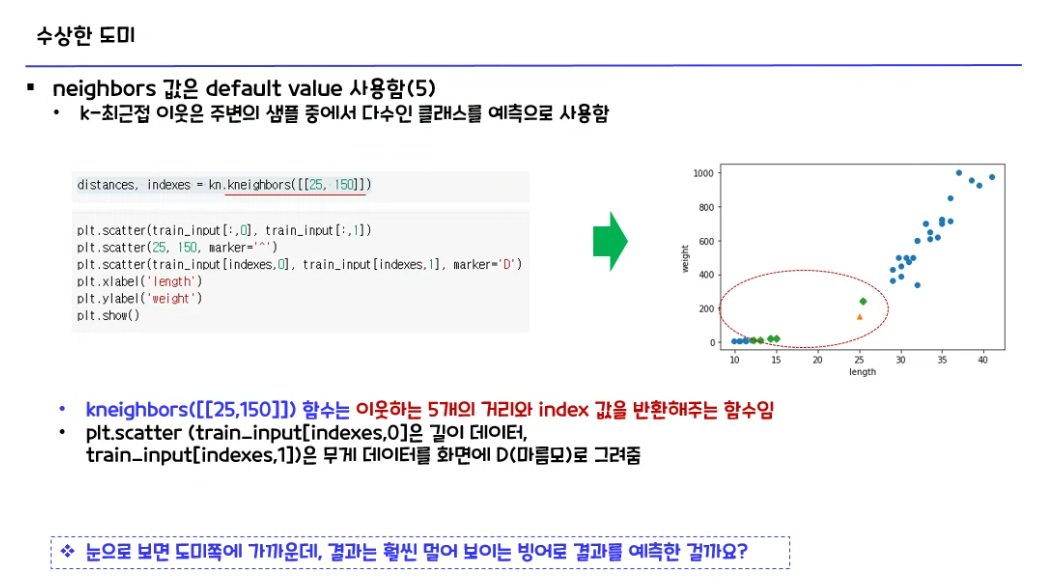 수상한 도미
▪ neighbors 값은 default value 사용함(5)
• k-최근접 이웃은 주변의 샘플 중에서 다수인 클래스를 예측으로 사용함
distances, indexes = kn.kneighbors([[25, 150]])
plt.scatter(train_input[:,0], train_input[:,1])
plt.scatter(25, 150, marker='^')
plt.scatter(train_input[indexes,0], train_input[indexes,1], marker='D')
plt.xlabel('length')
plt.ylabel('weight')
plt.show()
1000
800
600
400
200
0
weight
10 15 20 25 30 35 40
length
• kneighbors([[25,150]]) 함수는 이웃하는 5개의 거리와 index 값을 반환해주는 함수임
• plt.scatter (train_input[indexes,0]은 길이 데이터,
train_input[indexes,1])은 무게 데이터를 화면에 D(마름모)로 그려줌
❖ 눈으로 보면 도미쪽에 가까운데, 결과는 훨씬 멀어 보이는 빙어로 결과를 예측한 걸까요?